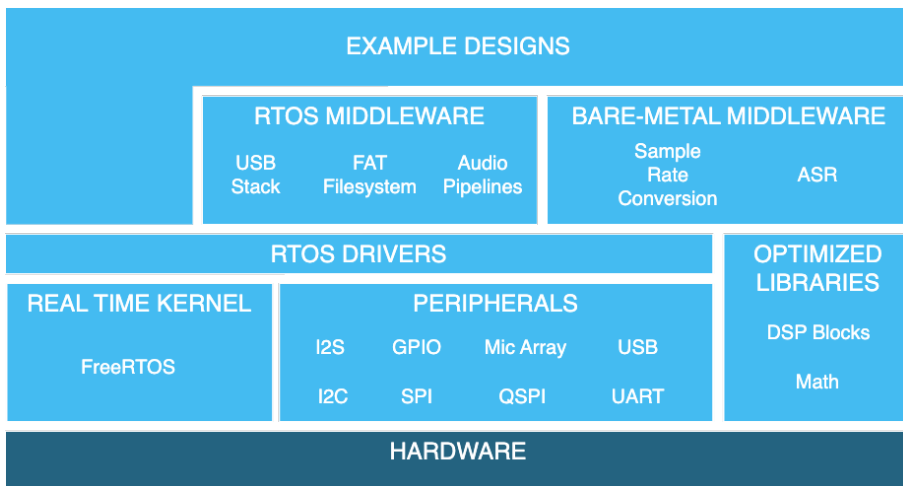 EXAMPLE DESIGNS
RTOS MIDDLEWARE
USB
Stack
FAT
Filesystem
Audio
Pipelines
BARE-METAL MIDDLEWARE
Sample
Rate
Conversion
ASR
RTOS DRIVERS
OPTIMIZED
LIBRARIES
DSP Blocks
Math
REAL TIME KERNEL
FreeRTOS
PERIPHERALS
I2S GPIO Mic Array USB
I2C SPI QSPI UART
HARDWARE